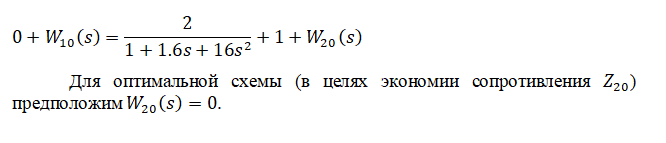 0 + W₁₀(s) = 2 / (1 + 1.6s + 16s²) + 1 + W₂₀(s)
Для оптимальной схемы (в целях экономии сопротивления Z₂₀)
предположим W₂₀(s) = 0.